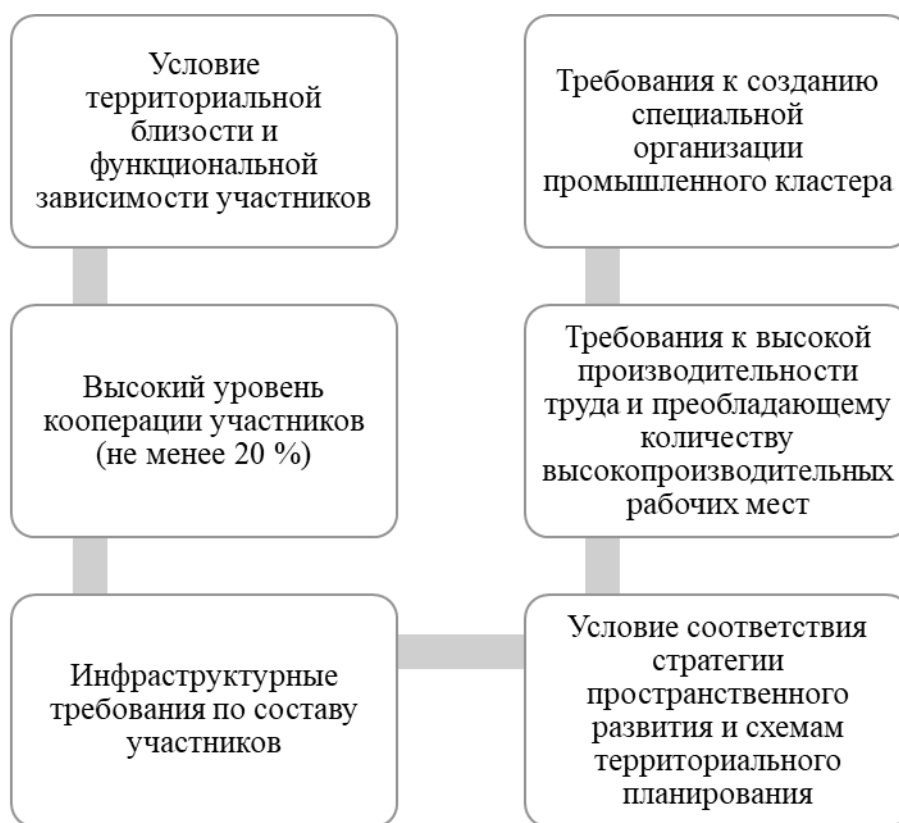 Условие
территориальной
близости и
функциональной
зависимости участников
Высокий уровень
кооперации участников
(не менее 20 %)
Инфраструктурные
требования по составу
участников
Условие соответствия
стратегии
пространственного
развития и схемам
территориального
планирования
Требования к высокой
производительности
труда и преобладающему
количеству
высокопроизводительных
рабочих мест
Требования к созданию
специальной
организации
промышленного кластера